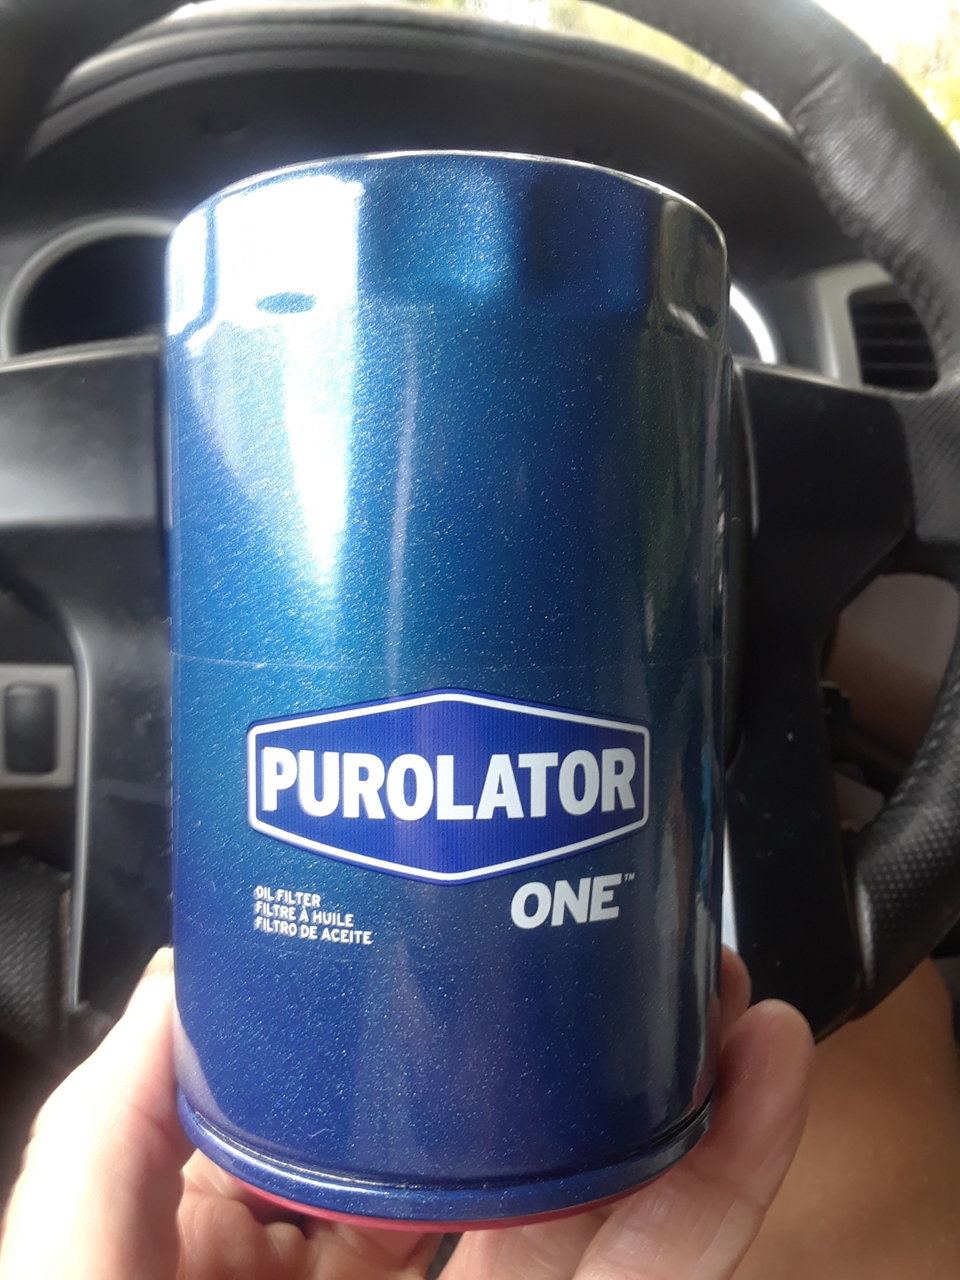 PUROLATOR
ONE™
OIL FILTER
FILTRE À HUILE
FILTRO DE ACEITE